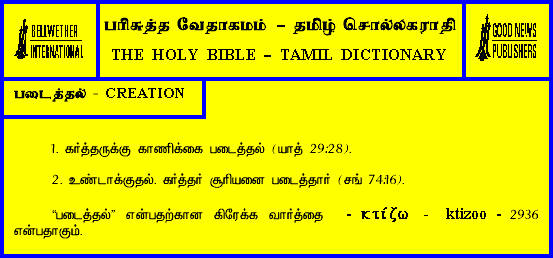 BELLWETHER
INTERNATIONAL
பரிசுத்த வேதாகமம் – தமிழ் சொல்லகராதி
THE HOLY BIBLE – TAMIL DICTIONARY
GOOD NEWS
PUBLISHERS
படைத்தல் - CREATION
1. கர்த்தருக்கு காணிக்கை படைத்தல் (யாத் 29:28).
2. உண்டாக்குதல். கர்த்தர் சூரியனை படைத்தார் (சங் 74:16).
“படைத்தல்” என்பதற்கான கிரேக்க வார்த்தை - κτίζω - ktizoo - 2936
என்பதாகும்.